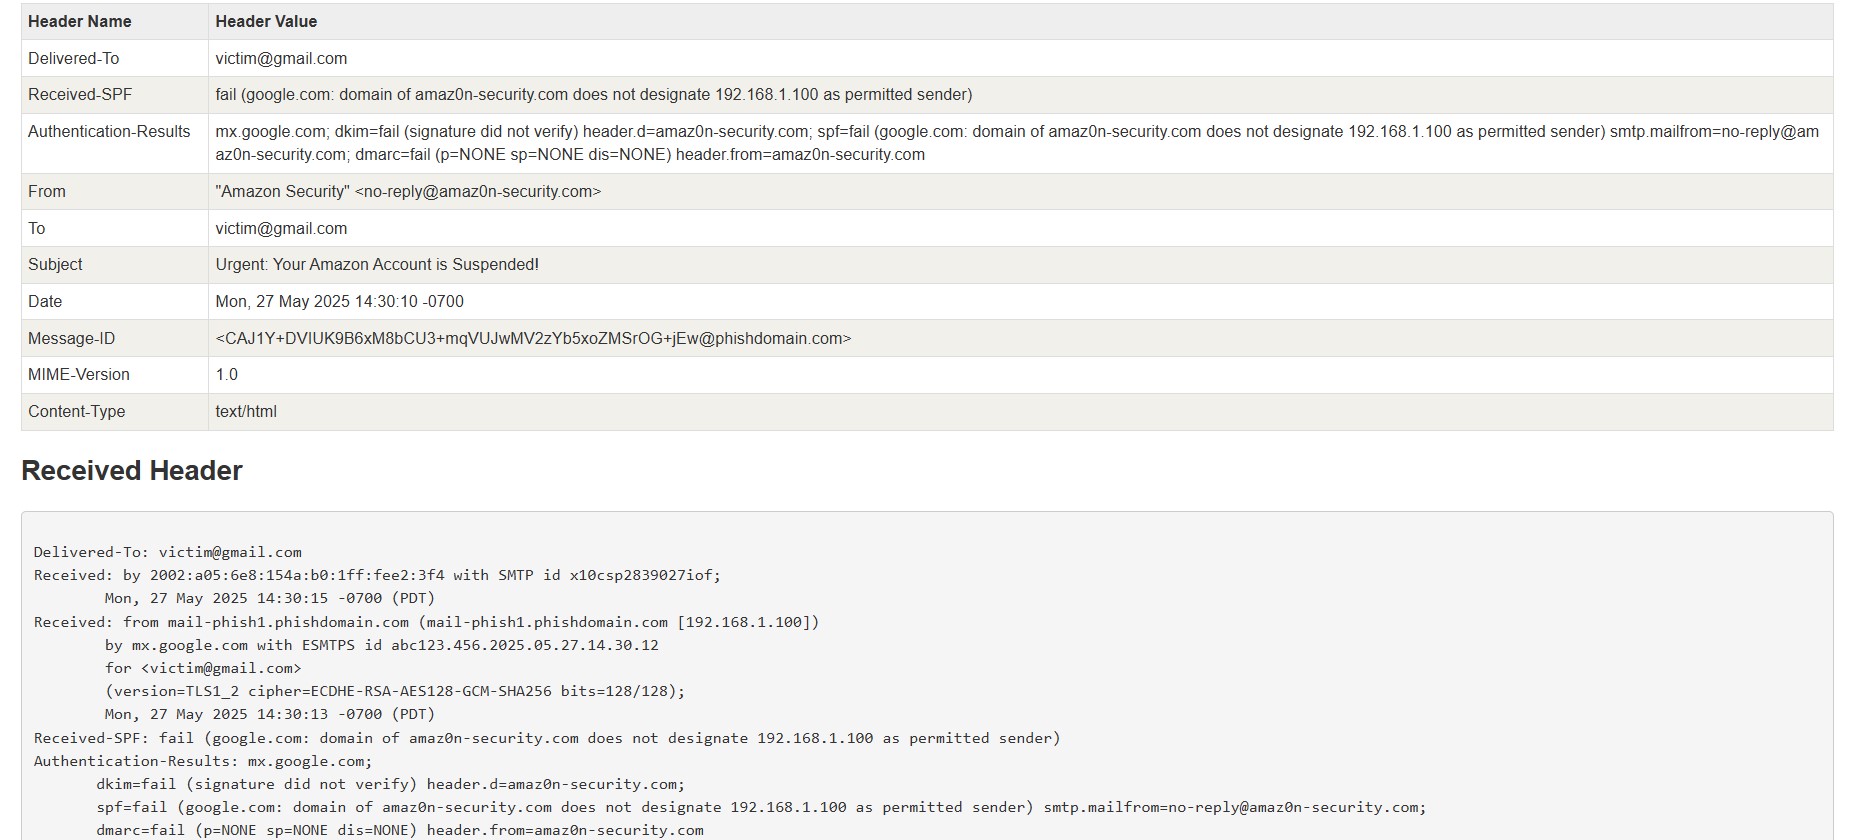 Header Name Header Value
Delivered-To victim@gmail.com
Received-SPF fail (google.com: domain of amaz0n-security.com does not designate 192.168.1.100 as permitted sender)
Authentication-Results mx.google.com; dkim=fail (signature did not verify) header.d=amaz0n-security.com; spf=fail (google.com: domain of amaz0n-security.com does not designate 192.168.1.100 as permitted sender) smtp.mailfrom=no-reply@am
az0n-security.com; dmarc=fail (p=NONE sp=NONE dis=NONE) header.from=amaz0n-security.com
From "Amazon Security" <no-reply@amaz0n-security.com>
To victim@gmail.com
Subject Urgent: Your Amazon Account is Suspended!
Date Mon, 27 May 2025 14:30:10 -0700
Message-ID <CAJ1Y+DVIUK9B6xM8bCU3+mqVUJwMV2zYb5xoZMSrOG+jEw@phishdomain.com>
MIME-Version 1.0
Content-Type text/html
Received Header
Delivered-To: victim@gmail.com
Received: by 2002:a05:6e8:154a:b0:1ff:fee2:3f4 with SMTP id x10csp2839027iof;
Mon, 27 May 2025 14:30:15 -0700 (PDT)
Received: from mail-phish1.phishdomain.com (mail-phish1.phishdomain.com [192.168.1.100])
by mx.google.com with ESMTPS id abc123.456.2025.05.27.14.30.12
for <victim@gmail.com>
(version=TLS1_2 cipher=ECDHE-RSA-AES128-GCM-SHA256 bits=128/128);
Mon, 27 May 2025 14:30:13 -0700 (PDT)
Received-SPF: fail (google.com: domain of amaz0n-security.com does not designate 192.168.1.100 as permitted sender)
Authentication-Results: mx.google.com;
dkim=fail (signature did not verify) header.d=amaz0n-security.com;
spf=fail (google.com: domain of amaz0n-security.com does not designate 192.168.1.100 as permitted sender) smtp.mailfrom=no-reply@amaz0n-security.com;
dmarc=fail (p=NONE sp=NONE dis=NONE) header.from=amaz0n-security.com